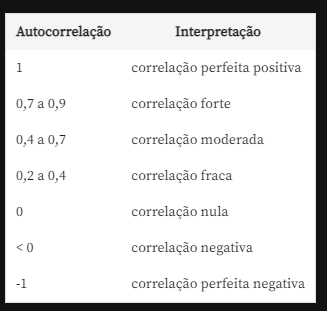 Autocorrelação Interpretação
1 correlação perfeita positiva
0,7 a 0,9 correlação forte
0,4 a 0,7 correlação moderada
0,2 a 0,4 correlação fraca
0 correlação nula
< 0 correlação negativa
-1 correlação perfeita negativa